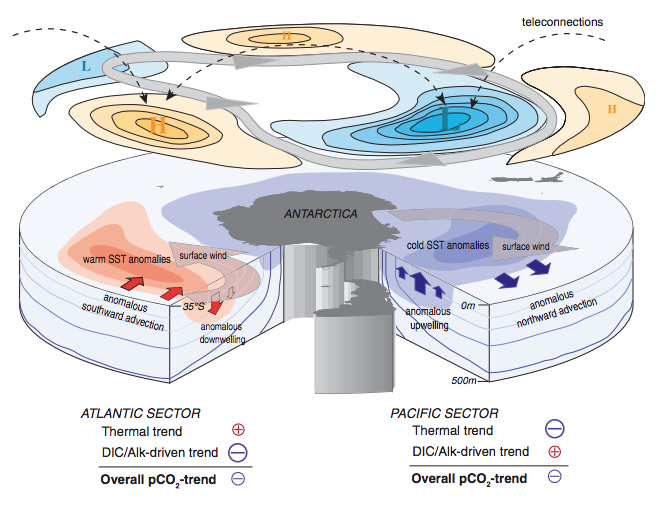 teleconnections
H
L
H
L
H
ANTARCTICA
warm SST anomalies
surface wind
cold SST anomalies
surface wind
anomalous
southward advection
35°S
anomalous
downwelling
anomalous
upwelling
0m
anomalous
northward advection
500m
ATLANTIC SECTOR
Thermal trend +
DIC/Alk-driven trend −
Overall pCO₂-trend −
PACIFIC SECTOR
Thermal trend −
DIC/Alk-driven trend +
Overall pCO₂-trend −